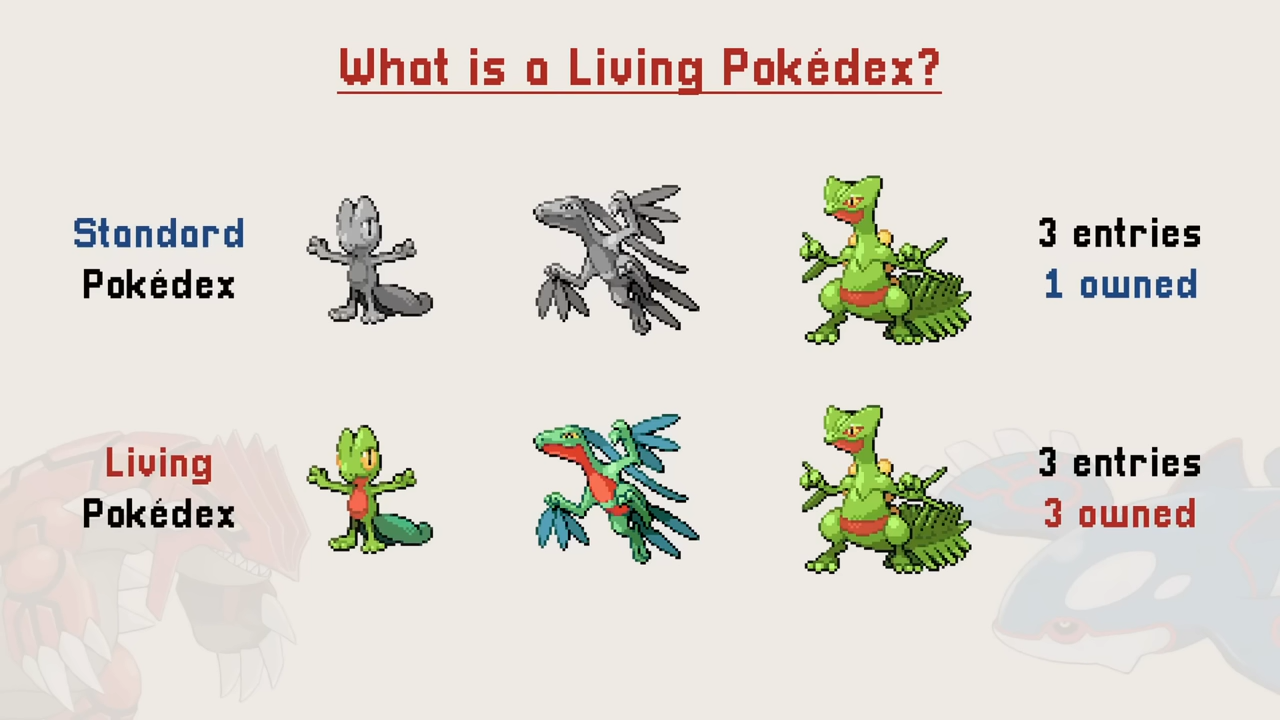 What is a Living Pokédex?
Standard
Pokédex
3 entries
1 owned
Living
Pokédex
3 entries
3 owned